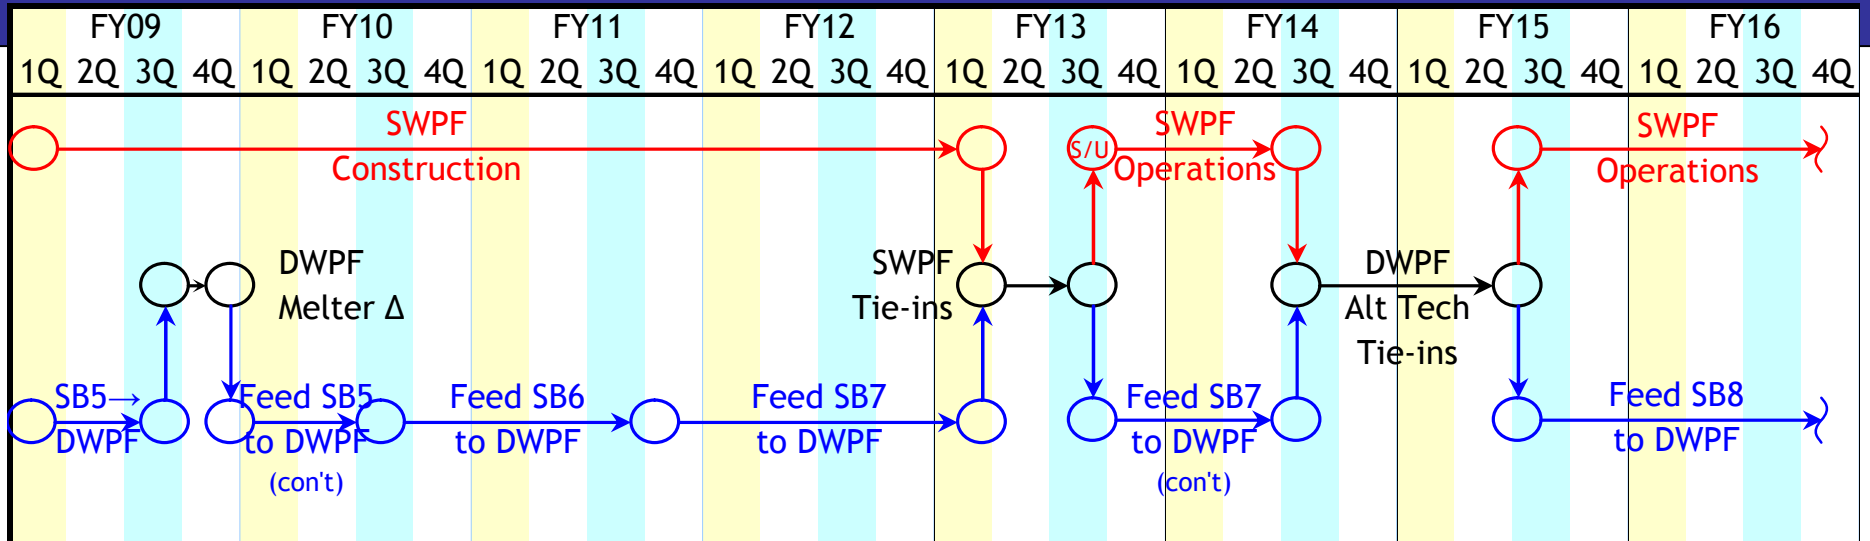 FY09 FY10 FY11 FY12 FY13 FY14 FY15 FY16
1Q 2Q 3Q 4Q 1Q 2Q 3Q 4Q 1Q 2Q 3Q 4Q 1Q 2Q 3Q 4Q 1Q 2Q 3Q 4Q 1Q 2Q 3Q 4Q 1Q 2Q 3Q 4Q 1Q 2Q 3Q 4Q
SWPF
Construction
S/U
SWPF
Operations
SWPF
Operations
DWPF
Melter Δ
SWPF
Tie-ins
DWPF
Alt Tech
Tie-ins
SB5→
DWPF
Feed SB5
to DWPF
(con't)
Feed SB6
to DWPF
Feed SB7
to DWPF
Feed SB7
to DWPF
(con't)
Feed SB8
to DWPF